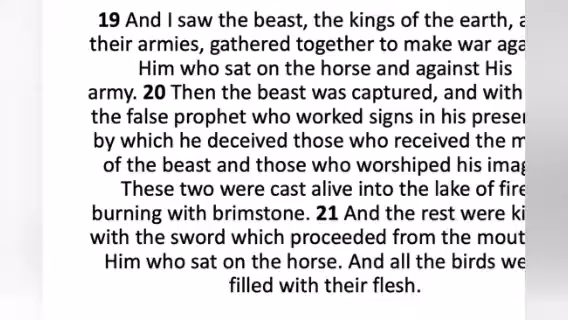 19 And I saw the beast, the kings of the earth,
their armies, gathered together to make war
Him who sat on the horse and against His
army. 20 Then the beast was captured, and with
the false prophet who worked signs in his
by which he deceived those who received the
of the beast and those who worshiped his
These two were cast alive into the lake of fire
burning with brimstone. 21 And the rest were
with the sword which proceeded from the
Him who sat on the horse. And all the birds
filled with their flesh.